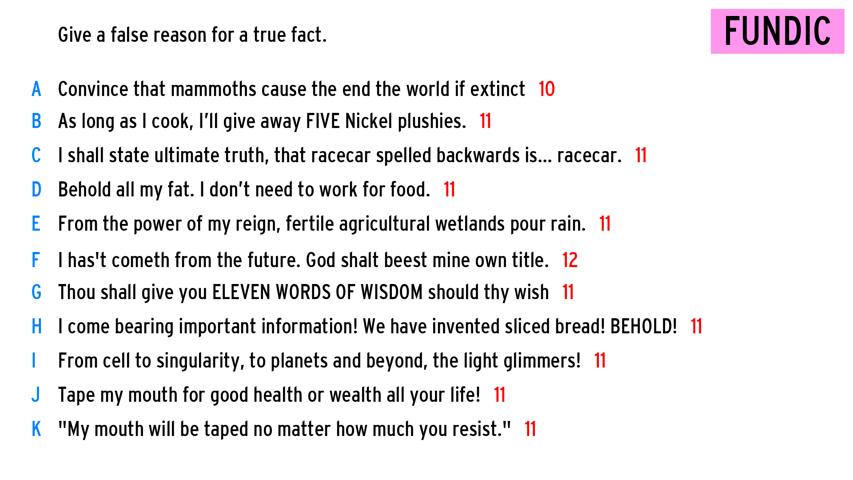 Give a false reason for a true fact.
FUNDIC
A Convince that mammoths cause the end the world if extinct 10
B As long as I cook, I'll give away FIVE Nickel plushies. 11
C I shall state ultimate truth, that racecar spelled backwards is... racecar. 11
D Behold all my fat. I don't need to work for food. 11
E From the power of my reign, fertile agricultural wetlands pour rain. 11
F I has't cometh from the future. God shalt beest mine own title. 12
G Thou shall give you ELEVEN WORDS OF WISDOM should thy wish 11
H I come bearing important information! We have invented sliced bread! BEHOLD! 11
I From cell to singularity, to planets and beyond, the light glimmers! 11
J Tape my mouth for good health or wealth all your life! 11
K "My mouth will be taped no matter how much you resist." 11